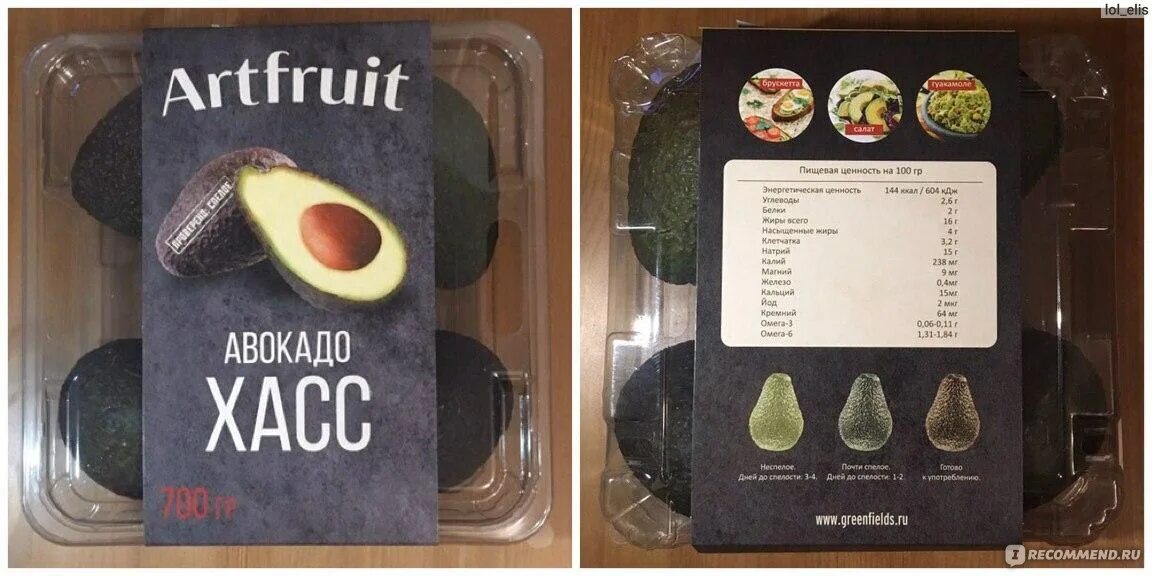 lol_elis
Artfruit
ПРОВЕРЕНО: СПЕЛОЕ
АВОКАДО
ХАСС
700 гр
брускетта
салат
гуакамоле
Пищевая ценность на 100 гр
Энергетическая ценность 144 ккал / 604 кДж
Углеводы 2,6 г
Белки 2 г
Жиры всего 16 г
Насыщенные жиры 4 г
Клетчатка 3,2 г
Натрий 15 г
Калий 238 мг
Магний 9 мг
Железо 0,4мг
Кальций 15мг
Йод 2 мкг
Кремний 64 мг
Омега-3 0,06-0,11 г
Омега-6 1,31-1,84 г
Неспелое.
Дней до спелости: 3-4.
Почти спелое.
Дней до спелости: 1-2
Готово
к употреблению.
www.greenfields.ru
I RECOMMEND.RU